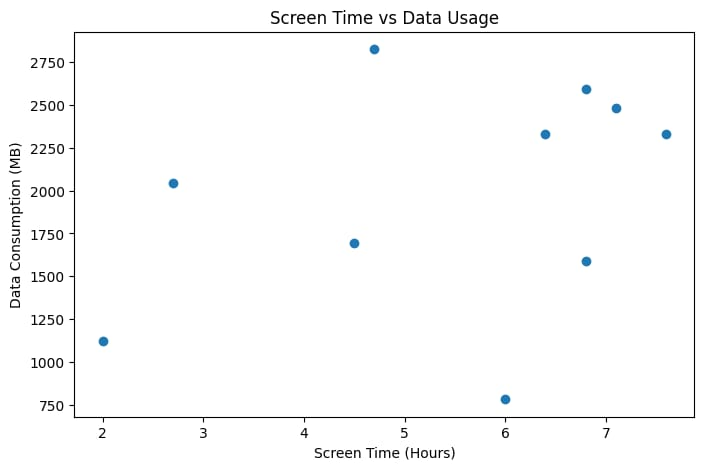 Screen Time vs Data Usage
Data Consumption (MB)
2750
2500
2250
2000
1750
1500
1250
1000
750
2 3 4 5 6 7
Screen Time (Hours)